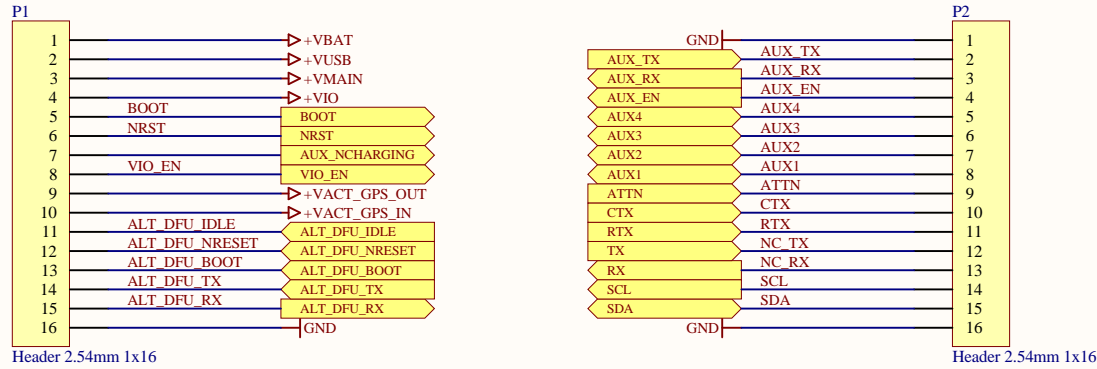 P1
1 +VBAT
2 +VUSB
3 +VMAIN
4 +VIO
5 BOOT BOOT
6 NRST NRST
7 AUX_NCHARGING
8 VIO_EN VIO_EN
9 +VACT_GPS_OUT
10 +VACT_GPS_IN
11 ALT_DFU_IDLE ALT_DFU_IDLE
12 ALT_DFU_NRESET ALT_DFU_NRESET
13 ALT_DFU_BOOT ALT_DFU_BOOT
14 ALT_DFU_TX ALT_DFU_TX
15 ALT_DFU_RX ALT_DFU_RX
16 GND
Header 2.54mm 1x16
P2
GND 1
AUX_TX AUX_TX 2
AUX_RX AUX_RX 3
AUX_EN AUX_EN 4
AUX4 AUX4 5
AUX3 AUX3 6
AUX2 AUX2 7
AUX1 AUX1 8
ATTN ATTN 9
CTX CTX 10
RTX RTX 11
TX NC_TX 12
RX NC_RX 13
SCL SCL 14
SDA SDA 15
GND 16
Header 2.54mm 1x16